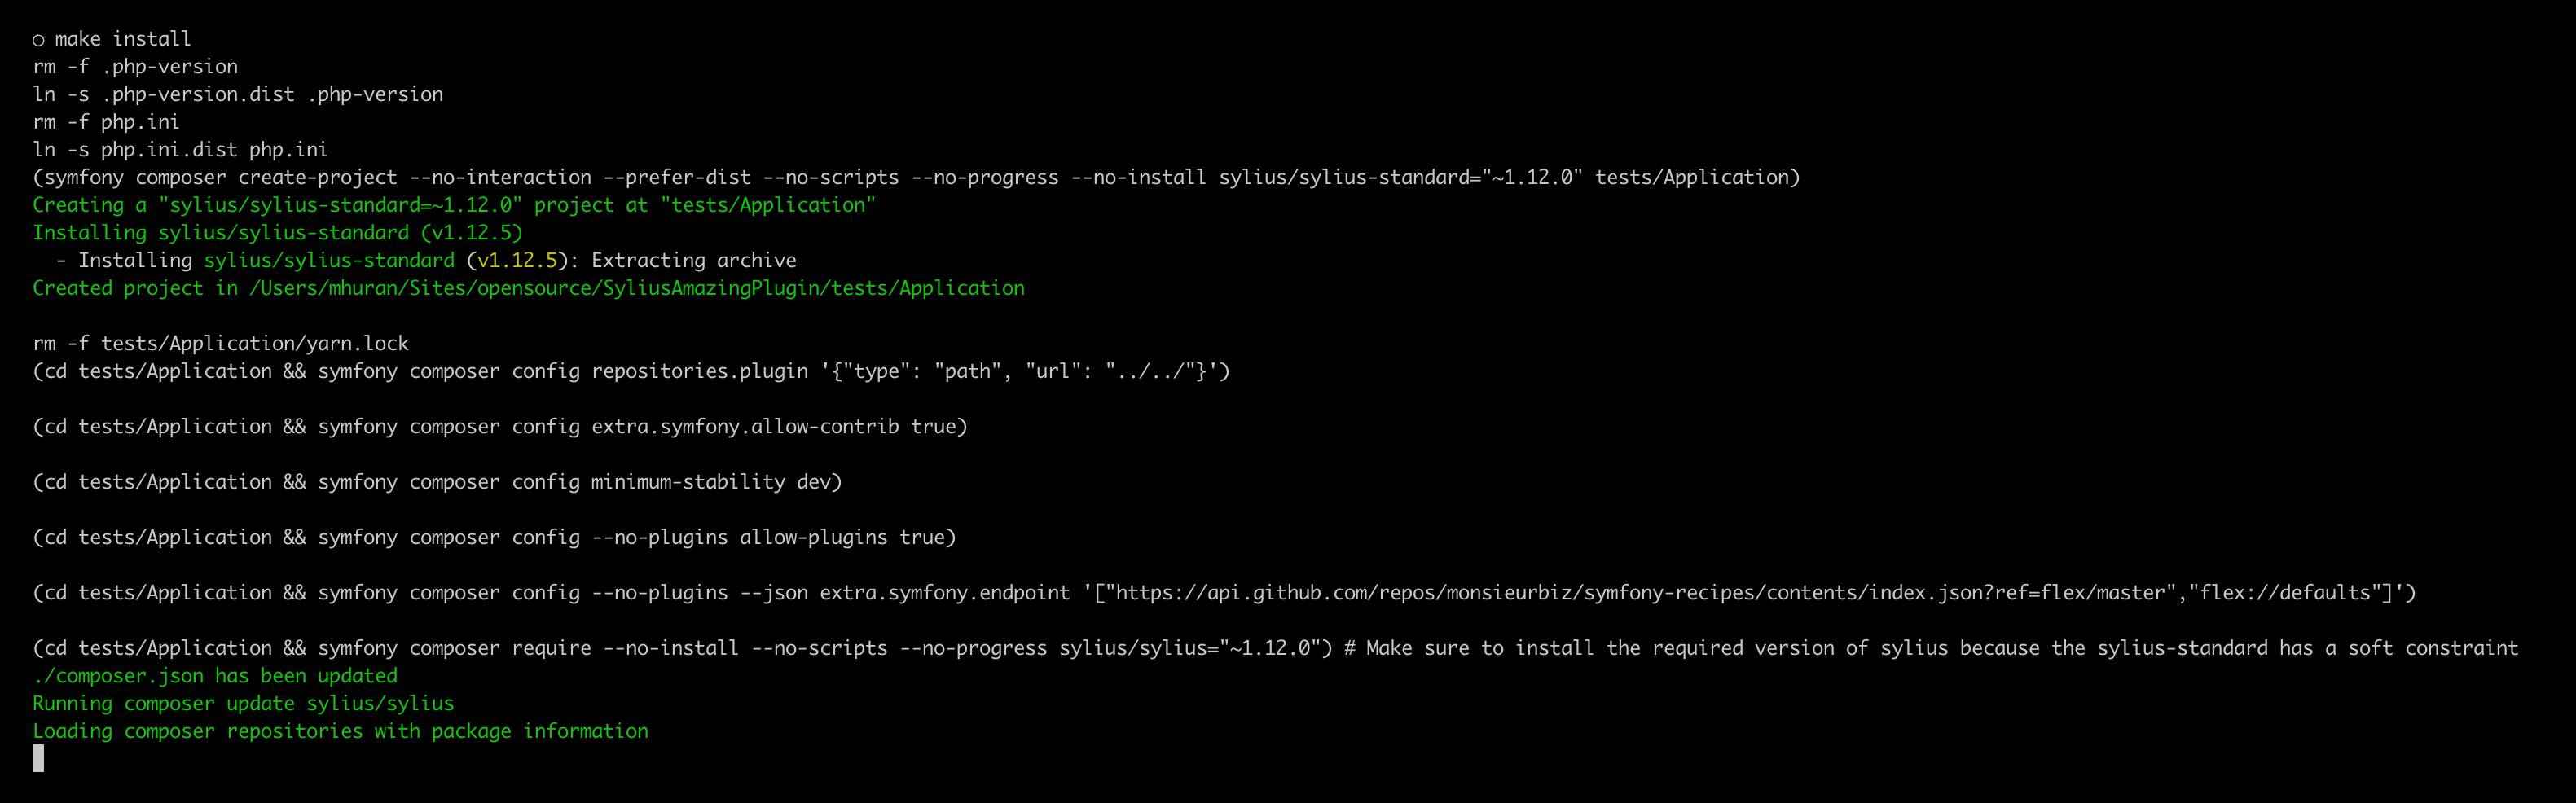 ○ make install
rm -f .php-version
ln -s .php-version.dist .php-version
rm -f php.ini
ln -s php.ini.dist php.ini
(symfony composer create-project --no-interaction --prefer-dist --no-scripts --no-progress --no-install sylius/sylius-standard="~1.12.0" tests/Application)
Creating a "sylius/sylius-standard=~1.12.0" project at "tests/Application"
Installing sylius/sylius-standard (v1.12.5)
  - Installing sylius/sylius-standard (v1.12.5): Extracting archive
Created project in /Users/mhuran/Sites/opensource/SyliusAmazingPlugin/tests/Application
rm -f tests/Application/yarn.lock
(cd tests/Application && symfony composer config repositories.plugin '{"type": "path", "url": "../../"}')
(cd tests/Application && symfony composer config extra.symfony.allow-contrib true)
(cd tests/Application && symfony composer config minimum-stability dev)
(cd tests/Application && symfony composer config --no-plugins allow-plugins true)
(cd tests/Application && symfony composer config --no-plugins --json extra.symfony.endpoint '["https://api.github.com/repos/monsieurbiz/symfony-recipes/contents/index.json?ref=flex/master","flex://defaults"]')
(cd tests/Application && symfony composer require --no-install --no-scripts --no-progress sylius/sylius="~1.12.0") # Make sure to install the required version of sylius because the sylius-standard has a soft constraint
./composer.json has been updated
Running composer update sylius/sylius
Loading composer repositories with package information